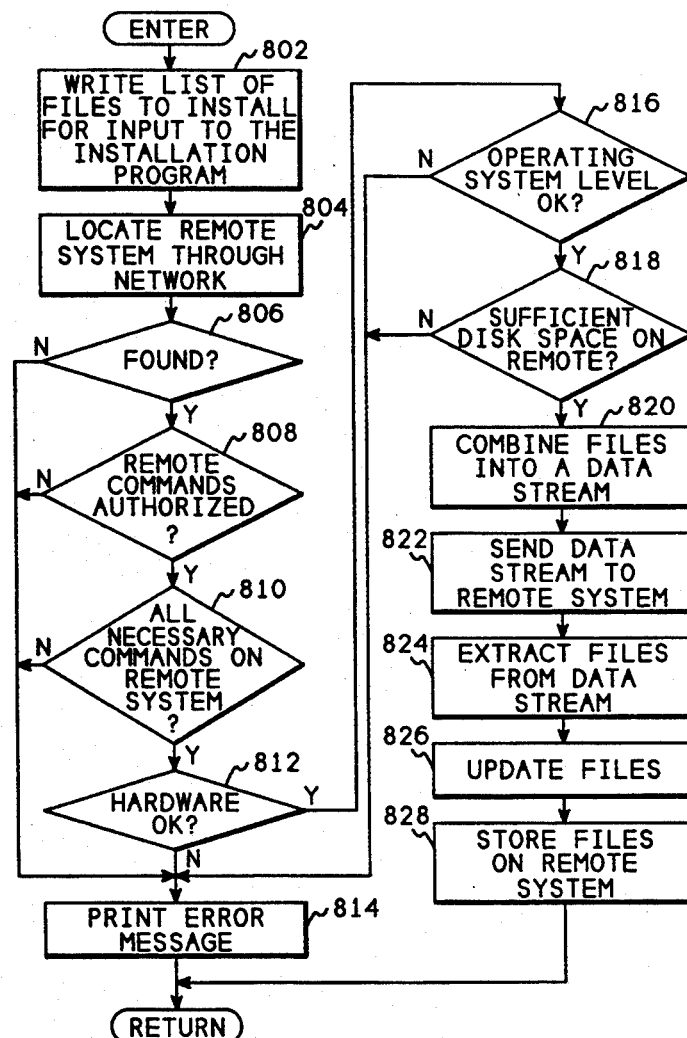 ENTER
802
WRITE LIST OF
FILES TO INSTALL
FOR INPUT TO THE
INSTALLATION
PROGRAM
804
LOCATE REMOTE
SYSTEM THROUGH
NETWORK
806
N
FOUND?
Y
808
REMOTE
N
COMMANDS
AUTHORIZED
?
Y
810
ALL
NECESSARY
N
COMMANDS ON
REMOTE
SYSTEM
?
Y
812
HARDWARE
OK?
Y
N
PRINT ERROR
MESSAGE
814
RETURN
816
N
OPERATING
SYSTEM LEVEL
OK?
Y
818
N
SUFFICIENT
DISK SPACE ON
REMOTE?
Y
820
COMBINE FILES
INTO A DATA
STREAM
822
SEND DATA
STREAM TO
REMOTE SYSTEM
824
EXTRACT FILES
FROM DATA
STREAM
826
UPDATE FILES
828
STORE FILES
ON REMOTE
SYSTEM